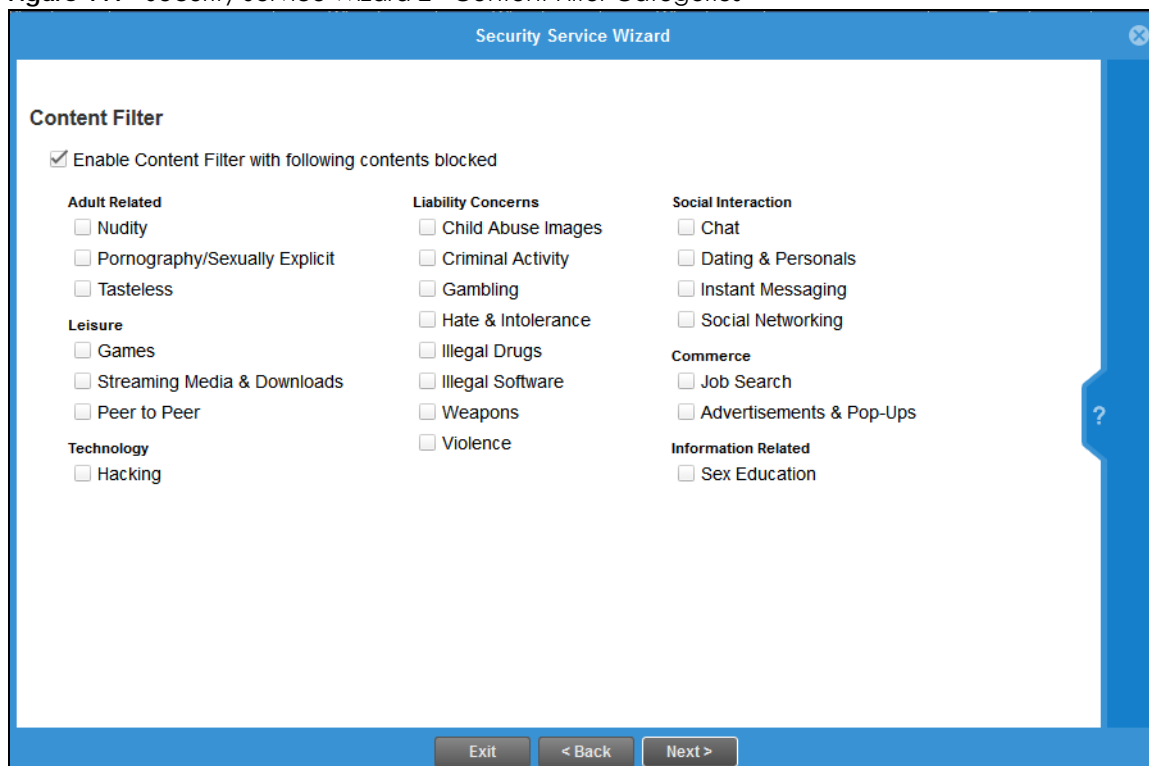 Security Service Wizard
Content Filter
Enable Content Filter with following contents blocked
Adult Related
Nudity
Pornography/Sexually Explicit
Tasteless
Leisure
Games
Streaming Media & Downloads
Peer to Peer
Technology
Hacking
Liability Concerns
Child Abuse Images
Criminal Activity
Gambling
Hate & Intolerance
Illegal Drugs
Illegal Software
Weapons
Violence
Social Interaction
Chat
Dating & Personals
Instant Messaging
Social Networking
Commerce
Job Search
Advertisements & Pop-Ups
Information Related
Sex Education
?
Exit
< Back
Next >